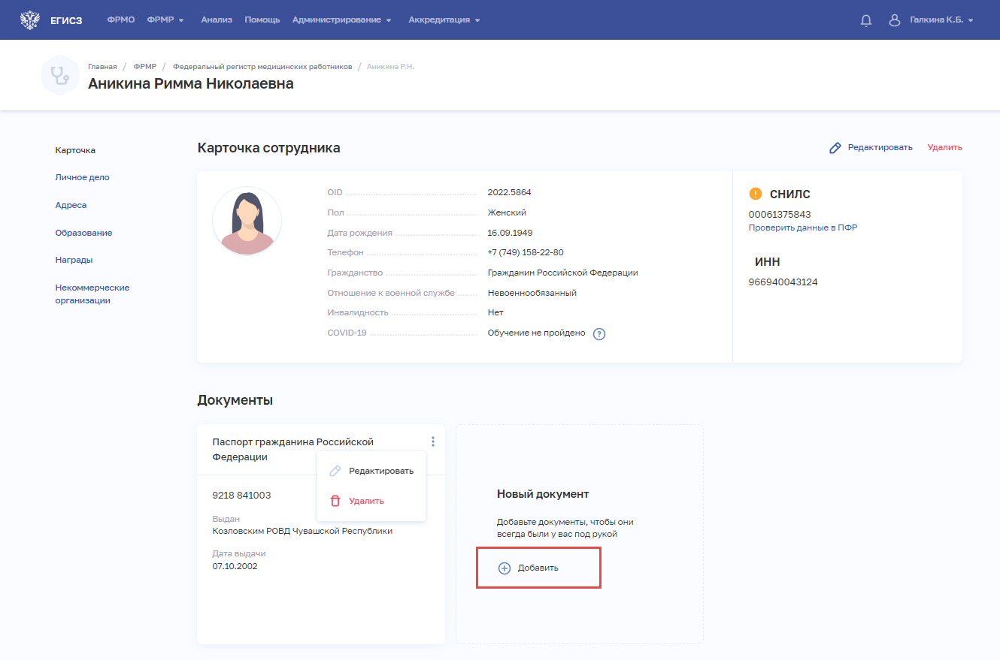 ЕГИСЗ
ФРМО ФРМР Анализ Помощь Администрирование Аккредитация
Галкина К.Б.
Главная / ФРМР / Федеральный регистр медицинских работников / Аникина Р.Н.
Аникина Римма Николаевна
Карточка
Личное дело
Адреса
Образование
Награды
Некоммерческие
организации
Карточка сотрудника
Редактировать Удалить
OID 2022.5864
Пол Женский
Дата рождения 16.09.1949
Телефон +7 (749) 158-22-80
Гражданство Гражданин Российской Федерации
Отношение к военной службе Невоеннообязанный
Инвалидность Нет
COVID-19 Обучение не пройдено ?
! СНИЛС
00061375843
Проверить данные в ПФР
ИНН
966940043124
Документы
Паспорт гражданина Российской
Федерации
Редактировать
Удалить
9218 841003
Выдан
Козловским РОВД Чувашской Республики
Дата выдачи
07.10.2002
Новый документ
Добавьте документы, чтобы они
всегда были у вас под рукой
Добавить